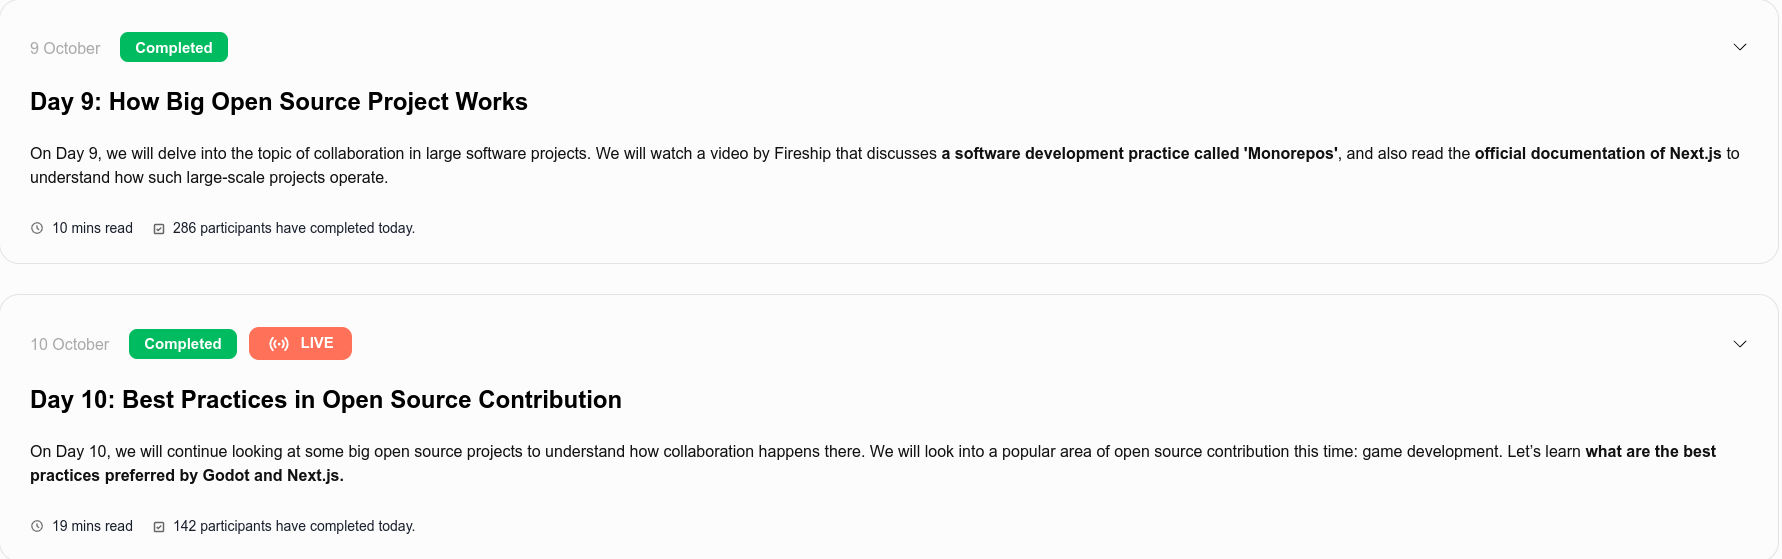 9 October Completed
Day 9: How Big Open Source Project Works
On Day 9, we will delve into the topic of collaboration in large software projects. We will watch a video by Fireship that discusses a software development practice called 'Monorepos', and also read the official documentation of Next.js to
understand how such large-scale projects operate.
10 mins read 286 participants have completed today.
10 October Completed LIVE
Day 10: Best Practices in Open Source Contribution
On Day 10, we will continue looking at some big open source projects to understand how collaboration happens there. We will look into a popular area of open source contribution this time: game development. Let’s learn what are the best
practices preferred by Godot and Next.js.
19 mins read 142 participants have completed today.